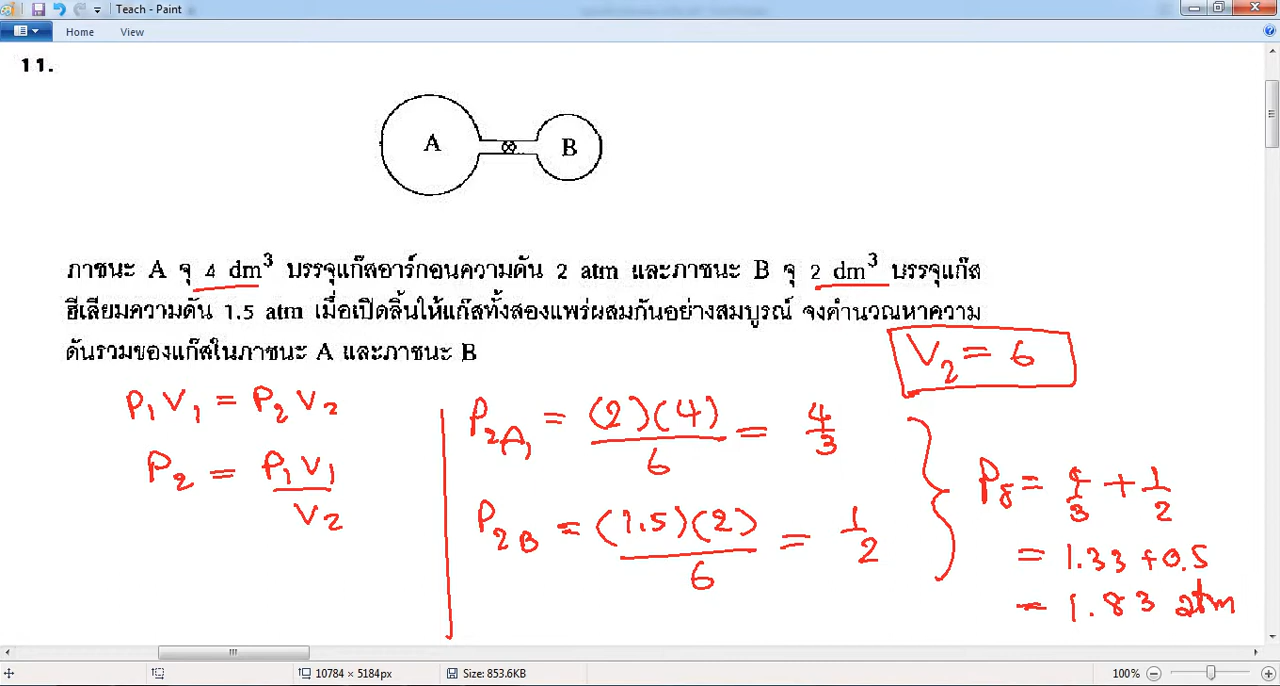 Teach - Paint
Home View
11.
A B
ภาชนะ A จุ 4 dm³ บรรจุแก๊สอาร์กอนความดัน 2 atm และภาชนะ B จุ 2 dm³ บรรจุแก๊ส
ฮีเลียมความดัน 1.5 atm เมื่อเปิดลิ้นให้แก๊สทั้งสองแพร่ผสมกันอย่างสมบูรณ์ จงคำนวณหาความ
ดันรวมของแก๊สในภาชนะ A และภาชนะ B
V₂ = 6
P₁V₁ = P₂V₂
P₂ = P₁V₁/V₂
P₂A₁ = (2)(4)/6 = 4/3
P₂B = (1.5)(2)/6 = 1/2
= 4/3 + 1/2
= 1.33 + 0.5
= 1.83 atm
10784 × 5184px Size: 853.6KB 100%